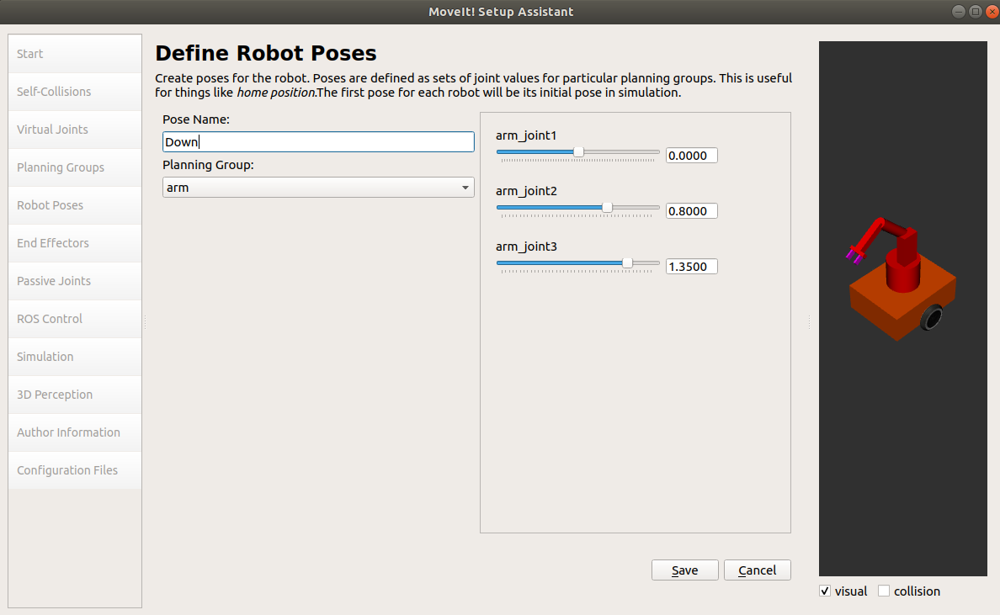 MoveIt! Setup Assistant
Start
Self-Collisions
Virtual Joints
Planning Groups
Robot Poses
End Effectors
Passive Joints
ROS Control
Simulation
3D Perception
Author Information
Configuration Files
Define Robot Poses
Create poses for the robot. Poses are defined as sets of joint values for particular planning groups. This is useful
for things like home position.The first pose for each robot will be its initial pose in simulation.
Pose Name:
Down
Planning Group:
arm
arm_joint1
0.0000
arm_joint2
0.8000
arm_joint3
1.3500
Save
Cancel
visual
collision